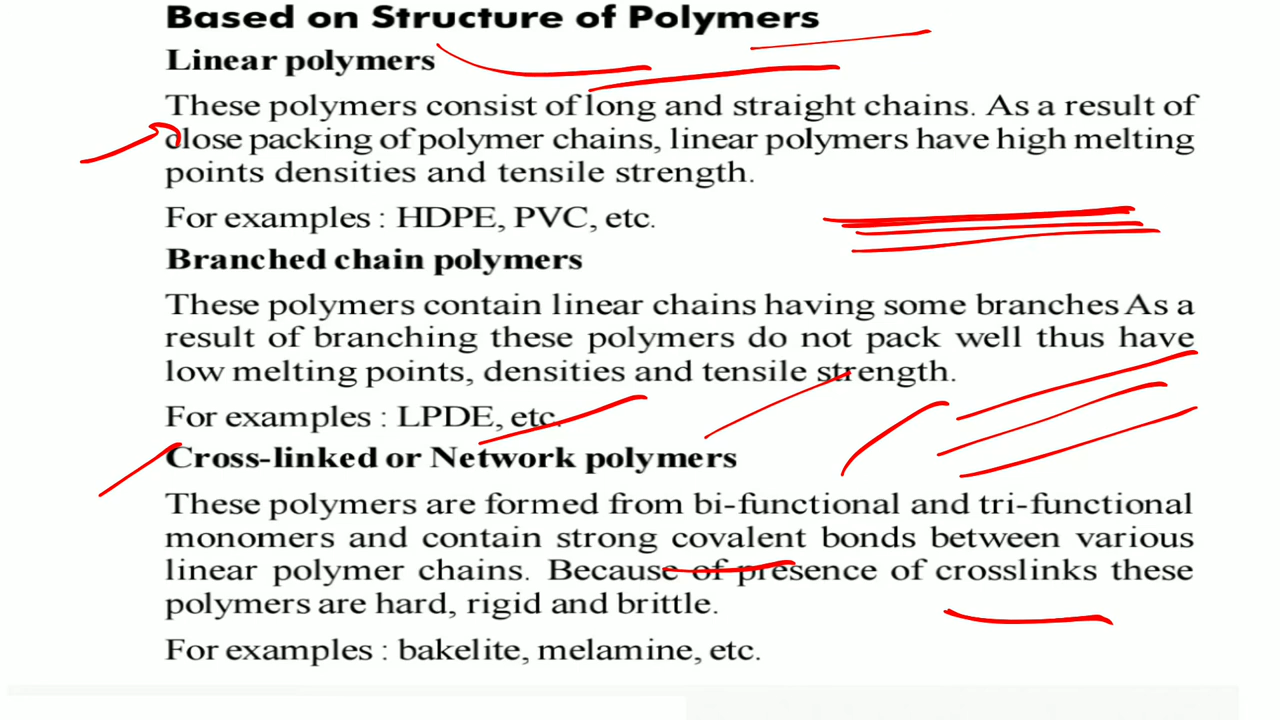 Based on Structure of Polymers
Linear polymers
These polymers consist of long and straight chains. As a result of
close packing of polymer chains, linear polymers have high melting
points densities and tensile strength.
For examples : HDPE, PVC, etc.
Branched chain polymers
These polymers contain linear chains having some branches As a
result of branching these polymers do not pack well thus have
low melting points, densities and tensile strength.
For examples : LPDE, etc.
Cross-linked or Network polymers
These polymers are formed from bi-functional and tri-functional
monomers and contain strong covalent bonds between various
linear polymer chains. Because of presence of crosslinks these
polymers are hard, rigid and brittle.
For examples : bakelite, melamine, etc.